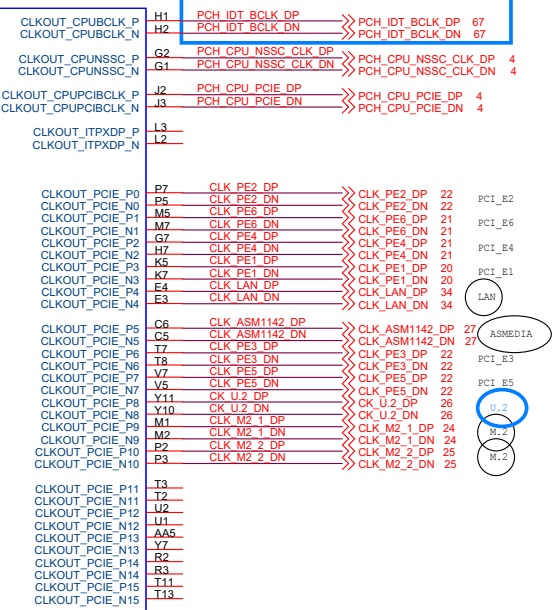 CLKOUT_CPUBCLK_P H1 PCH_IDT_BCLK_DP PCH_IDT_BCLK_DP 67
CLKOUT_CPUBCLK_N H2 PCH_IDT_BCLK_DN PCH_IDT_BCLK_DN 67
CLKOUT_CPUNSSC_P G2 PCH_CPU_NSSC_CLK_DP PCH_CPU_NSSC_CLK_DP 4
CLKOUT_CPUNSSC_N G1 PCH_CPU_NSSC_CLK_DN PCH_CPU_NSSC_CLK_DN 4
CLKOUT_CPUPCIBCLK_P J2 PCH_CPU_PCIE_DP PCH_CPU_PCIE_DP 4
CLKOUT_CPUPCIBCLK_N J3 PCH_CPU_PCIE_DN PCH_CPU_PCIE_DN 4
CLKOUT_ITPXDP_P L3
CLKOUT_ITPXDP_N L2
CLKOUT_PCIE_P0 P7 CLK_PE2_DP CLK_PE2_DP 22 PCI_E2
CLKOUT_PCIE_N0 P5 CLK_PE2_DN CLK_PE2_DN 22
CLKOUT_PCIE_P1 M5 CLK_PE6_DP CLK_PE6_DP 21 PCI_E6
CLKOUT_PCIE_N1 M7 CLK_PE6_DN CLK_PE6_DN 21
CLKOUT_PCIE_P2 G7 CLK_PE4_DP CLK_PE4_DP 21 PCI_E4
CLKOUT_PCIE_N2 H7 CLK_PE4_DN CLK_PE4_DN 21
CLKOUT_PCIE_P3 K5 CLK_PE1_DP CLK_PE1_DP 20 PCI_E1
CLKOUT_PCIE_N3 K7 CLK_PE1_DN CLK_PE1_DN 20
CLKOUT_PCIE_P4 E4 CLK_LAN_DP CLK_LAN_DP 34 LAN
CLKOUT_PCIE_N4 E3 CLK_LAN_DN CLK_LAN_DN 34
CLKOUT_PCIE_P5 C6 CLK_ASM1142_DP CLK_ASM1142_DP 27 ASMEDIA
CLKOUT_PCIE_N5 C5 CLK_ASM1142_DN CLK_ASM1142_DN 27
CLKOUT_PCIE_P6 T7 CLK_PE3_DP CLK_PE3_DP 22 PCI_E3
CLKOUT_PCIE_N6 T8 CLK_PE3_DN CLK_PE3_DN 22
CLKOUT_PCIE_P7 V7 CLK_PE5_DP CLK_PE5_DP 22 PCI_E5
CLKOUT_PCIE_N7 V5 CLK_PE5_DN CLK_PE5_DN 22
CLKOUT_PCIE_P8 Y11 CK_U.2_DP CK_U.2_DP 26 U.2
CLKOUT_PCIE_N8 Y10 CK_U.2_DN CK_U.2_DN 26
CLKOUT_PCIE_P9 M1 CLK_M2_1_DP CLK_M2_1_DP 24 M.2
CLKOUT_PCIE_N9 M2 CLK_M2_1_DN CLK_M2_1_DN 24
CLKOUT_PCIE_P10 P2 CLK_M2_2_DP CLK_M2_2_DP 25 M.2
CLKOUT_PCIE_N10 P3 CLK_M2_2_DN CLK_M2_2_DN 25
CLKOUT_PCIE_P11 T3
CLKOUT_PCIE_N11 T2
CLKOUT_PCIE_P12 U2
CLKOUT_PCIE_N12 U1
CLKOUT_PCIE_P13 AA5
CLKOUT_PCIE_N13 Y7
CLKOUT_PCIE_P14 R2
CLKOUT_PCIE_N14 R3
CLKOUT_PCIE_P15 T11
CLKOUT_PCIE_N15 T13